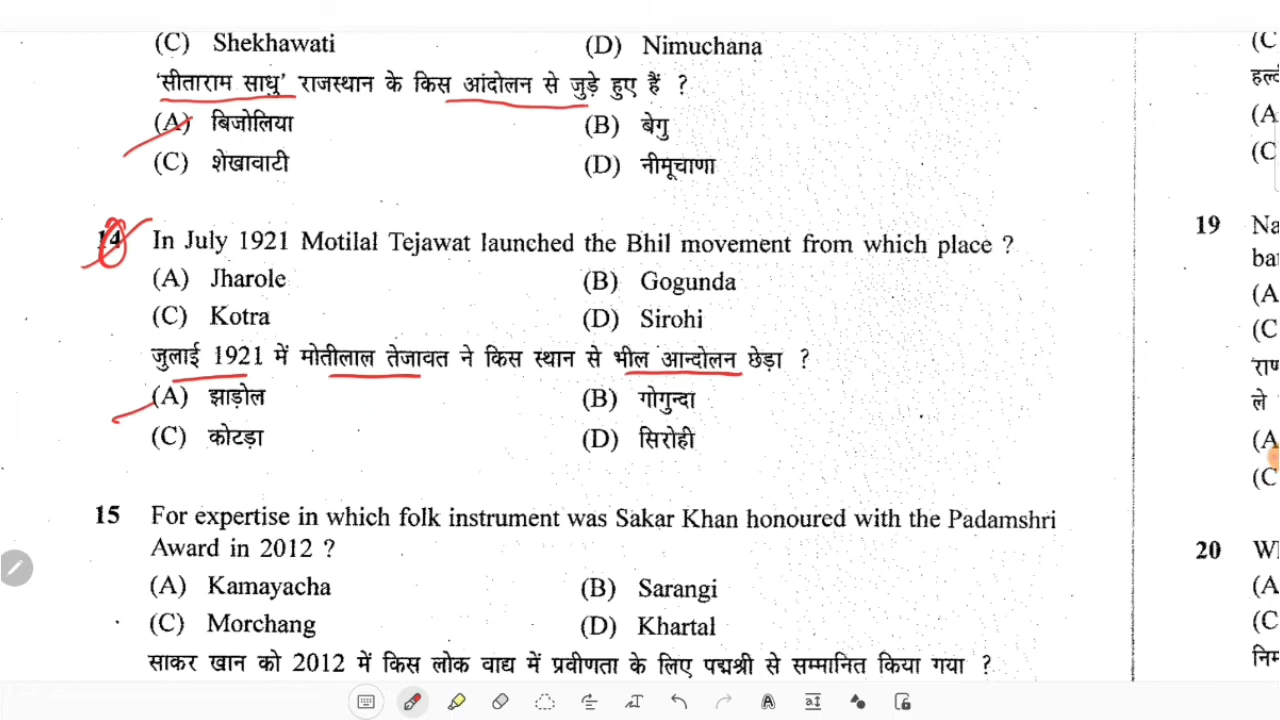 (C) Shekhawati (D) Nimuchana
'सीताराम साधु' राजस्थान के किस आंदोलन से जुड़े हुए हैं ?
(A) बिजोलिया (B) बेगु
(C) शेखावाटी (D) नीमूचाणा
14 In July 1921 Motilal Tejawat launched the Bhil movement from which place ?
(A) Jharole (B) Gogunda
(C) Kotra (D) Sirohi
जुलाई 1921 में मोतीलाल तेजावत ने किस स्थान से भील आन्दोलन छेड़ा ?
(A) झाड़ोल (B) गोगुन्दा
(C) कोटड़ा (D) सिरोही
15 For expertise in which folk instrument was Sakar Khan honoured with the Padamshri
Award in 2012 ?
(A) Kamayacha (B) Sarangi
(C) Morchang (D) Khartal
साकर खान को 2012 में किस लोक वाद्य में प्रवीणता के लिए पद्मश्री से सम्मानित किया गया ?
(C
(A
(C
19 Na
(A
(C
ले
(A
(C
20
(A
(C